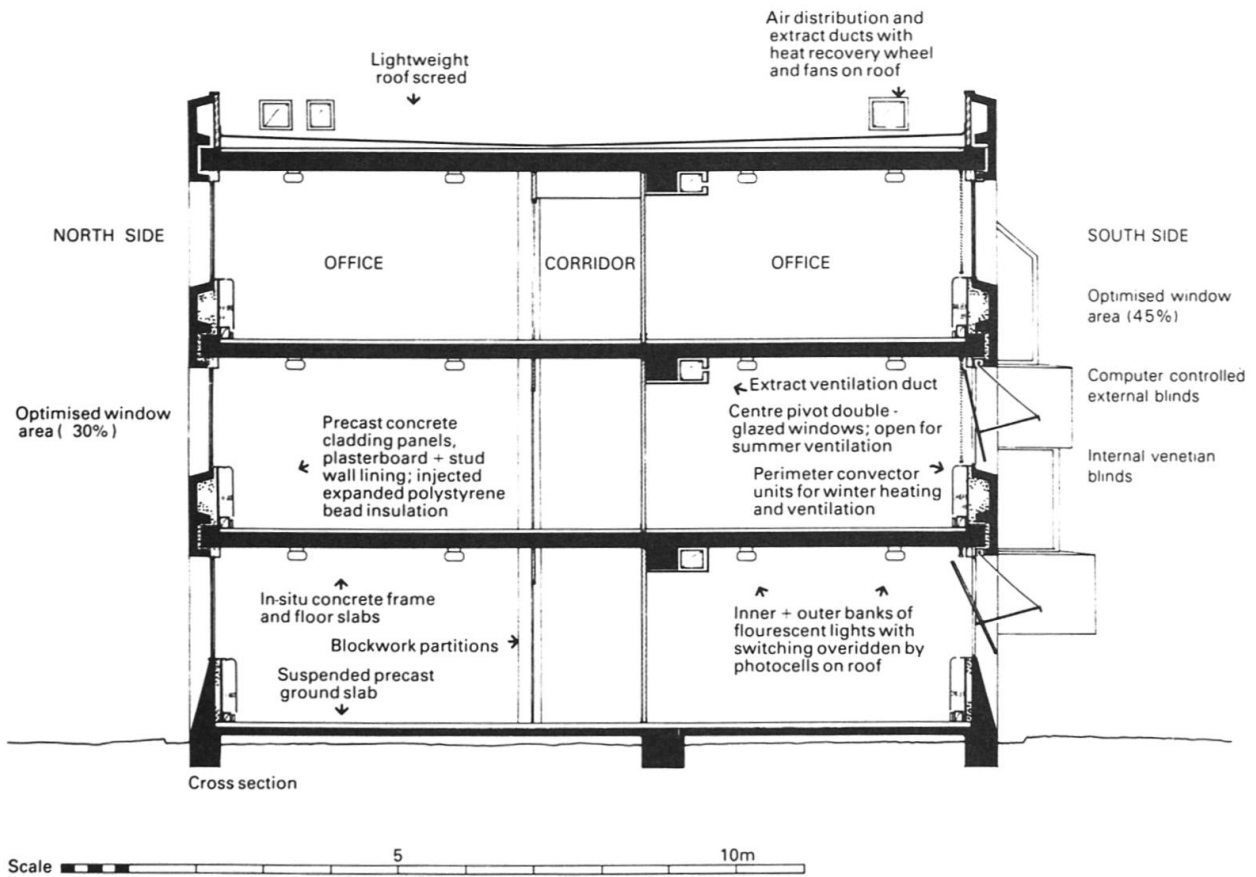 Air distribution and
extract ducts with
heat recovery wheel
and fans on roof
Lightweight
roof screed
NORTH SIDE
OFFICE
CORRIDOR
OFFICE
SOUTH SIDE
Optimised window
area (45%)
Optimised window
area ( 30%)
Precast concrete
cladding panels,
plasterboard + stud
wall lining; injected
expanded polystyrene
bead insulation
Extract ventilation duct
Centre pivot double-
glazed windows; open for
summer ventilation
Perimeter convector
units for winter heating
and ventilation
Computer controlled
external blinds
Internal venetian
blinds
In-situ concrete frame
and floor slabs
Blockwork partitions
Suspended precast
ground slab
Inner + outer banks of
flourescent lights with
switching overidden by
photocells on roof
Cross section
Scale
5
10m